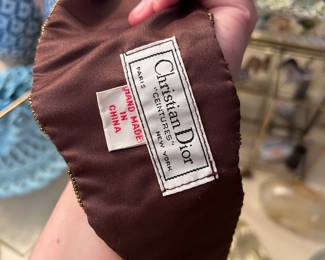 Christian Dior
"CEINTURES"
PARIS
NEW YORK
HAND MADE
IN
CHINA